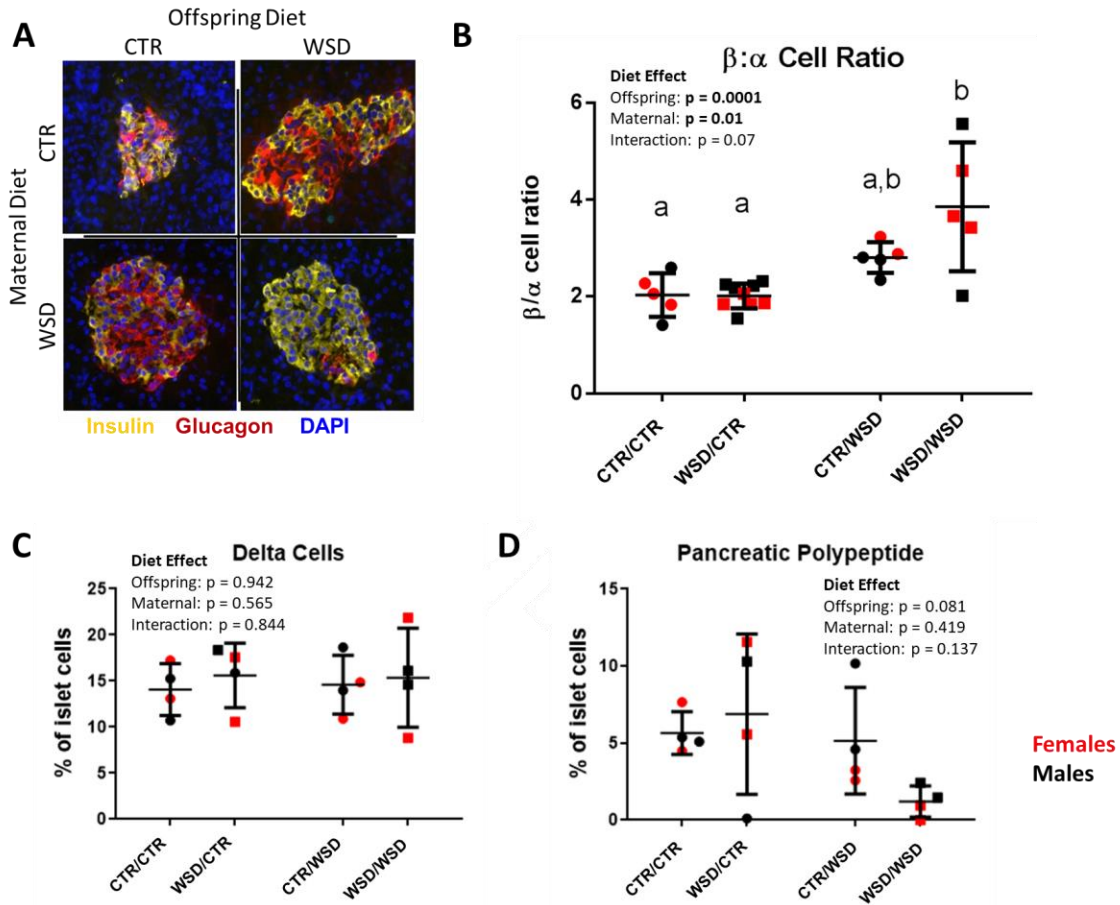 A
Offspring Diet
CTR WSD
Maternal Diet
CTR
WSD
Insulin Glucagon DAPI
B
β:α Cell Ratio
Diet Effect
Offspring: p = 0.0001
Maternal: p = 0.01
Interaction: p = 0.07
β/α cell ratio
6
4
2
0
a
a
a,b
b
CTR/CTR
WSD/CTR
CTR/WSD
WSD/WSD
C
Delta Cells
Diet Effect
Offspring: p = 0.942
Maternal: p = 0.565
Interaction: p = 0.844
% of islet cells
25
20
15
10
5
0
CTR/CTR
WSD/CTR
CTR/WSD
WSD/WSD
D
Pancreatic Polypeptide
Diet Effect
Offspring: p = 0.081
Maternal: p = 0.419
Interaction: p = 0.137
% of islet cells
15
10
5
0
CTR/CTR
WSD/CTR
CTR/WSD
WSD/WSD
Females
Males